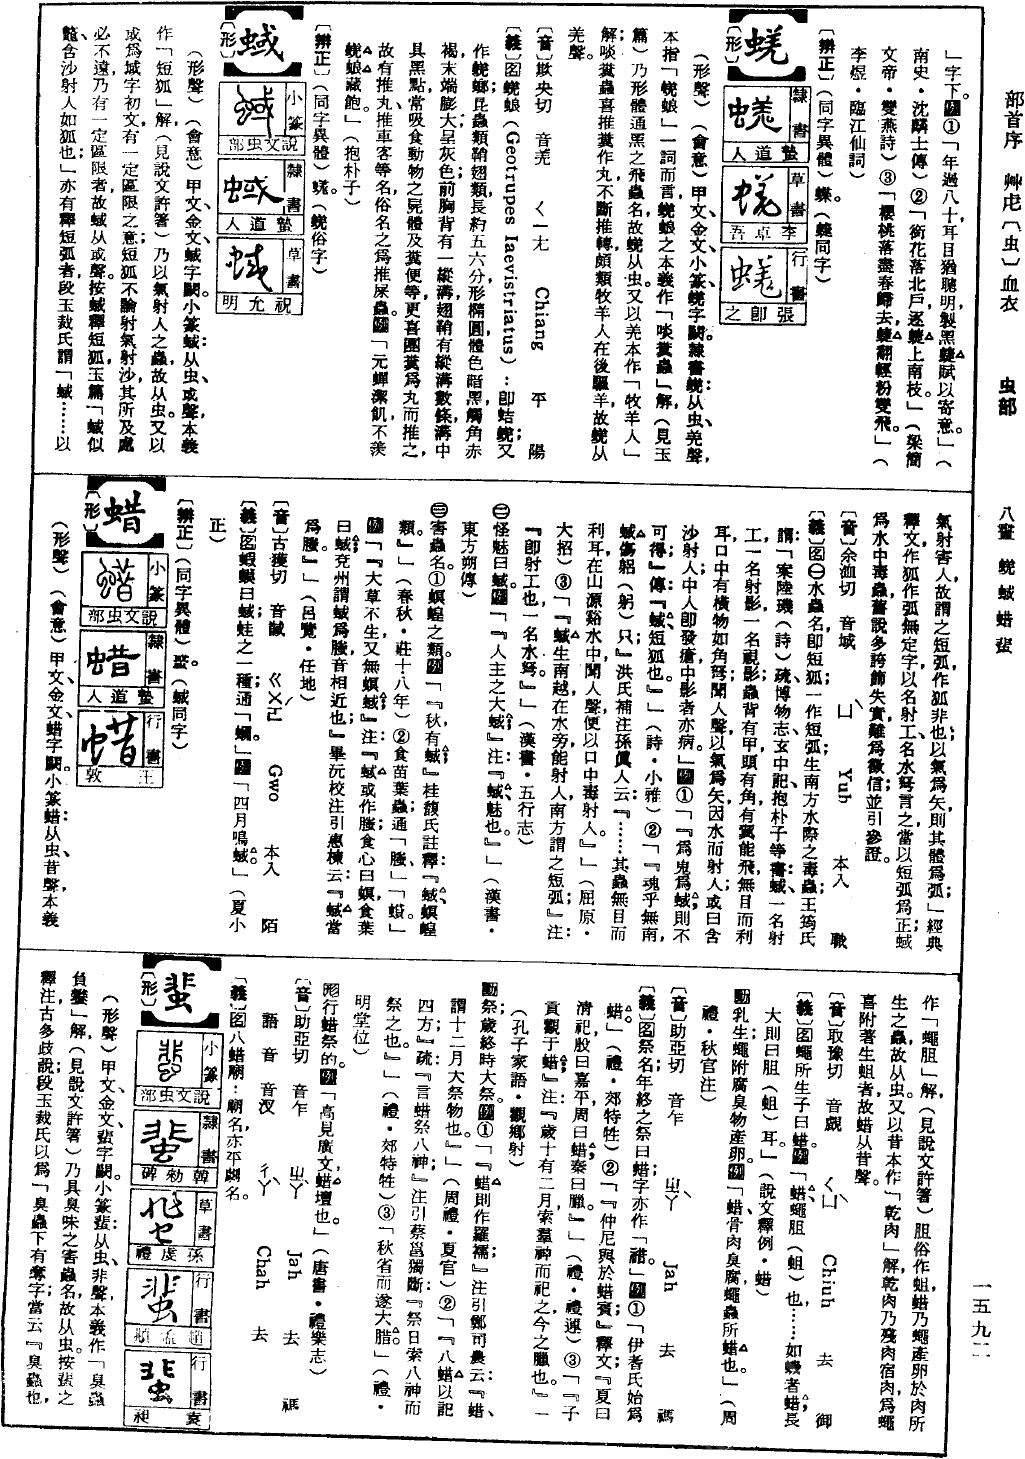 部首序　艸虍〔虫〕血衣　　虫部
八畫　蜣　蜮　蜡　蜚
一五九二
」字下。例①「年過八十，耳目猶聰明，製黑蜨賦以寄意。」（
南史·沈麟士傳）②「銜花落北戶，逐蜨上南枝」（梁簡
文帝·雙燕詩）③「櫻桃落盡春歸去，蜨翻輕粉雙飛。」（
李煜·臨江仙詞）
〔辨正〕（同字異體）蝶。（蜨同字）
蜣
〔形〕
隸書　蜣　蟄道人
草書　蜣　李卓吾
行書　蜣　張卽之
（形聲）（會意）甲文、金文、小篆蜣字闕。隸書蜣：从虫、羌聲，
本指「蜣蜋」一詞而言，蜣蜋之本義作「啖糞蟲」解（見玉
篇），乃形體通黑之飛蟲名，故蜣从虫。又以羌本作「牧羊人」
解，啖糞蟲喜推糞作丸，不斷推轉，頗類牧羊人在後驅羊，故蜣从
羌聲。
〔音〕欺央切　音羌　ㄑㄧㄤ　Chiang　平　陽
〔義〕名蜣蜋（Geotrupes Iaevistriatus）：卽蛣蜣；又
作蜣螂；昆蟲類鞘翅類，長約五六分，形橢圓，體色暗黑，觸角赤
褐，末端膨大，呈灰色，前胸背有一縱溝，翅鞘有縱溝數條，溝中
具黑點，常吸食動物之屍體及糞便等，更喜團糞爲丸而推之，
故有推丸、推車客等名，俗名之爲推屎蟲。例「元蟬潔飢，不羨
蜣蜋穢飽」（抱朴子）
〔辨正〕（同字異體）蜣。（蜣俗字）
蜮
〔形〕
小篆　說文虫部
隸書　蜮　蟄道人
草書　蜮　祝允明
（形聲）（會意）甲文、金文蜮字闕。小篆蜮：从虫、或聲，本義
作「短狐」解（見說文許箸），乃以氣射人之蟲，故从虫。又以
或爲域字初文，有一定區限之意，短狐不論射氣射沙，其所及處
必不遠，乃有一定區限者，故蜮从或聲。按蜮釋短狐，玉篇「蜮似
鼈，含沙射人如狐也」；亦有釋短弧者，段玉裁氏謂「蜮……以
氣射害人，故謂之短弧，作狐非也；以氣爲矢，則其體爲弧」；經典
釋文作狐作弧無定字，以名射工、名水弩言之，當以短弧爲正；蜮
爲水中毒蟲，舊說多誇飾失實，難爲徵信，並引參證。
〔音〕余洫切　音域　ㄩˋ　Yuh　本入　職
〔義〕名㊀水蟲名，卽短狐，一作短弧，生南方水際之毒蟲；王筠氏
謂「案陸璣（詩）疏、博物志、玄中記、抱朴子等書：蜮，一名射
工，一名射影，一名視影，蟲背有甲，頭有角，有翼能飛，無目而利
耳，口中有橫物如角弩，聞人聲，以氣爲矢，因水而射人；或曰含
沙射人，中人卽發瘡，中影者亦病。」例①「『爲鬼爲蜮，則不
可得』傳：『蜮，短狐也。』」（詩·小雅）②「『魂乎無南，
蜮傷躬（躬）只』洪氏補注：孫眞人云『……其蟲無目而
利耳，在山源谿水中，聞人聲便以口中毒射人。』」（屈原·
大招）③「『蜮生南越，在水旁，能射人，南方謂之短弧』注：
『卽射工也，一名水弩。』」（漢書·五行志）
㊁怪魅曰蜮。例「『人主之大蜮』注：『蜮，魅也。』」（漢書·
東方朔傳）
㊂害蟲名：①螟蝗之類。例「『秋，有蜮』桂馥氏註釋『蜮，螟蝗
類。』」（春秋·莊十八年）②食苗葉蟲，通「螣」、「蟘」。
例「『大草不生，又無螟蜮』注：『蜮或作螣，食心曰螟，食葉
曰蜮，兗州謂蜮爲螣，音相近也』畢沅校注引惠棟云：『蜮當
爲螣』」（呂覽·任地）
〔音〕古獲切　音馘　ㄍㄨㄛˊ　Gwo　本入　陌
〔義〕名蝦蟆曰蜮，蛙之一種，通「蟈」。例「四月鳴蜮」。（夏小
正）
〔辨正〕（同字異體）蟚。（蜮同字）
蜡
〔形〕
小篆　說文虫部
隸書　蜡　蟄道人
行書　蜡　王敦
（形聲）（會意）甲文、金文蜡字闕。小篆蜡：从虫、昔聲，本義
作「蠅胆」解（見說文許箸），胆俗作蛆，蜡乃蠅產卵於肉所
生之蟲，故从虫。又以昔本作「乾肉」解，乾肉乃殘肉宿肉，爲蠅
喜附著生蛆者，故蜡从昔聲。
〔音〕取豫切　音覷　ㄑㄩˋ　Chiuh　去　御
〔義〕名蠅所生子曰蜡。例「蜡，蠅胆（蛆）也……如蟣者蜡，長
大則曰胆（蛆）耳。」（說文釋例·蜡）
動乳生，蠅附腐臭物產卵。例「蜡，骨肉臭腐，蠅蟲所蜡也。」（周
禮·秋官注）
〔音〕助亞切　音乍　ㄓㄚˋ　Jah　去　禡
〔義〕名祭名，年終之祭曰蜡；字亦作「䄍」。例①「伊耆氏始爲
蜡。」（禮·郊特牲）②「『仲尼與於蜡賓』釋文『夏曰
清祀，殷曰嘉平，周曰蜡，秦曰臘。』」（禮·禮運）③「『子
貢觀于蜡』注：『歲十有二月，索羣神而祀之，今之臘也。』」
（孔子家語·觀鄉射）
動祭，歲終時大祭。例①「『蜡則作羅襦』注引鄭司農云：『蜡，
謂十二月大祭物也。』」（周禮·夏官）②「『八蜡以記
四方』疏：『言蜡祭八神』注引蔡邕獨斷『祭日索八神而
祭之也。』」（禮·郊特牲）③「秋省而遂大腊。」（禮·
明堂位）
形行蜡祭的。例「高見廣文，蜡壇也。」（唐書·禮樂志）
〔音〕助亞切　音乍　ㄓㄚˋ　Jah　去　禡
語音　音汊　ㄔㄚˋ　Chah　去
〔義〕名八蜡廟：廟名，亦平劇名。
蜚
〔形〕
小篆　說文虫部
隸書　蜚　韓勅碑
草書　孫虔禮
行書　蜚　趙孟頫
行書　蜚　袁昶
（形聲）甲文、金文蜚字闕。小篆蜚：从虫、非聲，本義作「臭蟲
負蠜」解（見說文許箸），乃具臭味之害蟲名，故从虫。按蜚之
釋注，古多歧說，段玉裁氏以爲「臭蟲下有奪字，當云『臭蟲也，